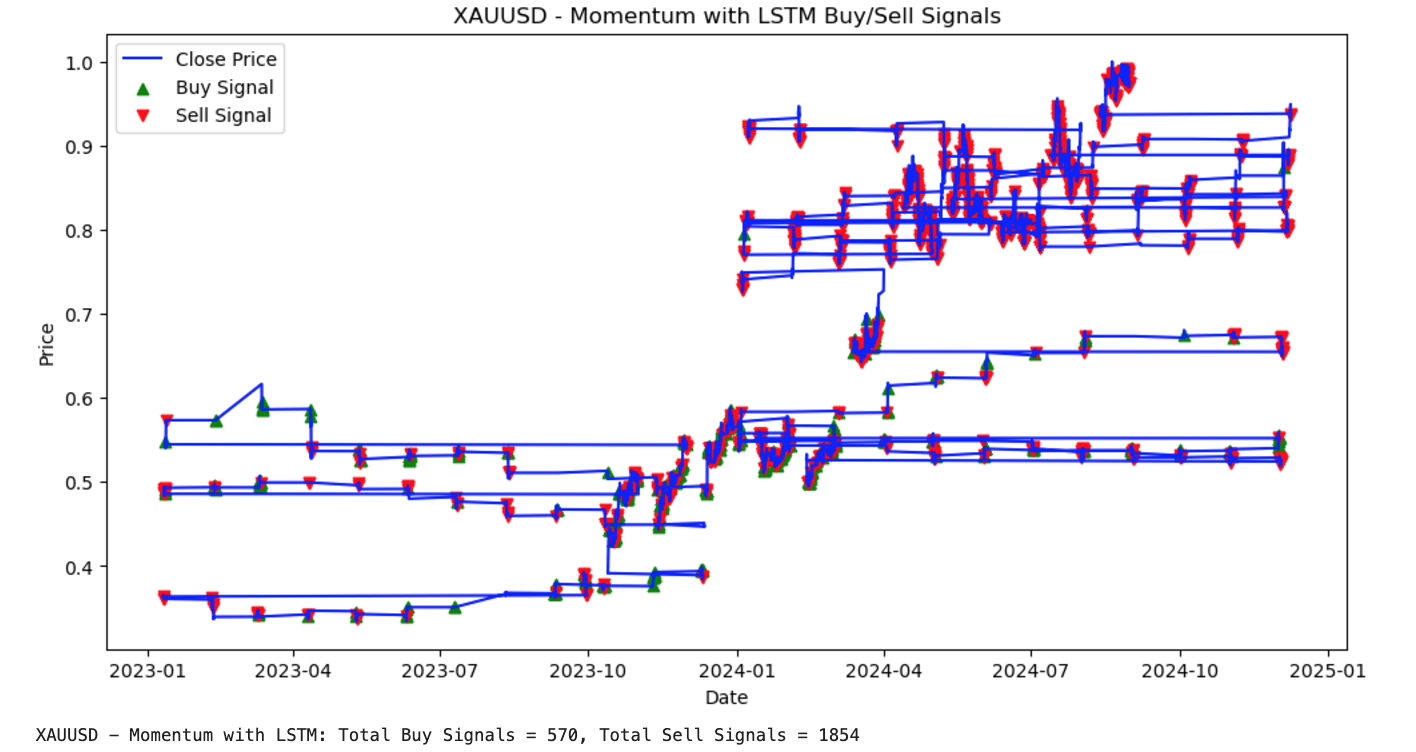 XAUUSD - Momentum with LSTM Buy/Sell Signals
Close Price
Buy Signal
Sell Signal
Price
1.0
0.9
0.8
0.7
0.6
0.5
0.4
2023-01 2023-04 2023-07 2023-10 2024-01 2024-04 2024-07 2024-10 2025-01
Date
XAUUSD – Momentum with LSTM: Total Buy Signals = 570, Total Sell Signals = 1854